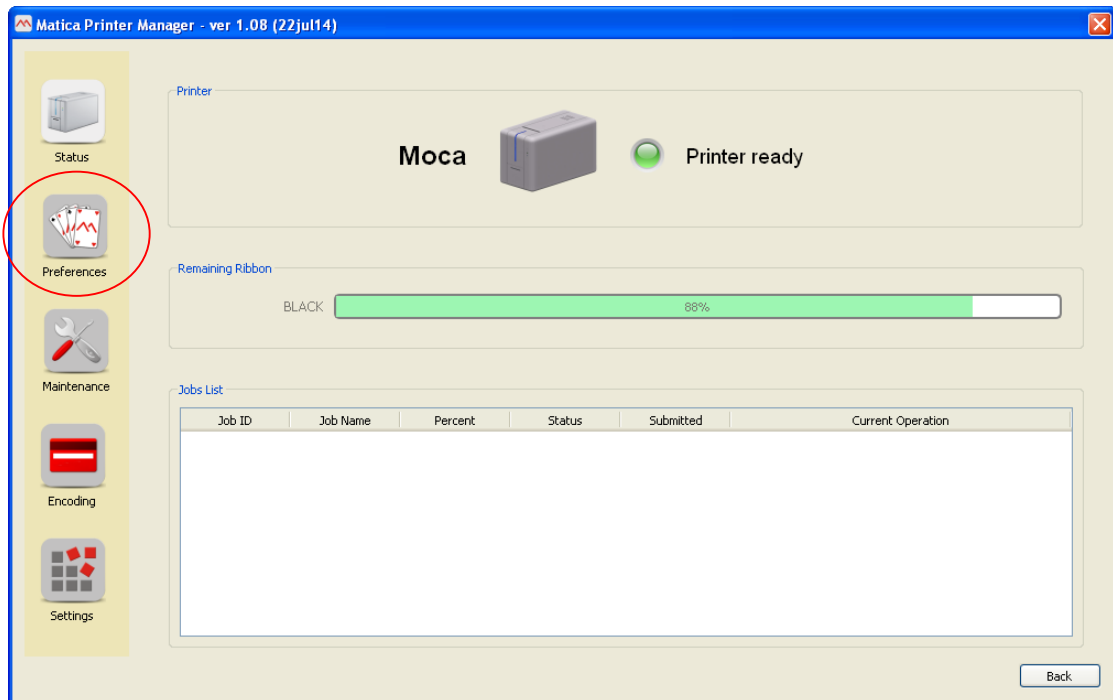 Matica Printer Manager - ver 1.08 (22jul14)
Status
Preferences
Maintenance
Encoding
Settings
Printer
Moca
Printer ready
Remaining Ribbon
BLACK 88%
Jobs List
Job ID Job Name Percent Status Submitted Current Operation
Back